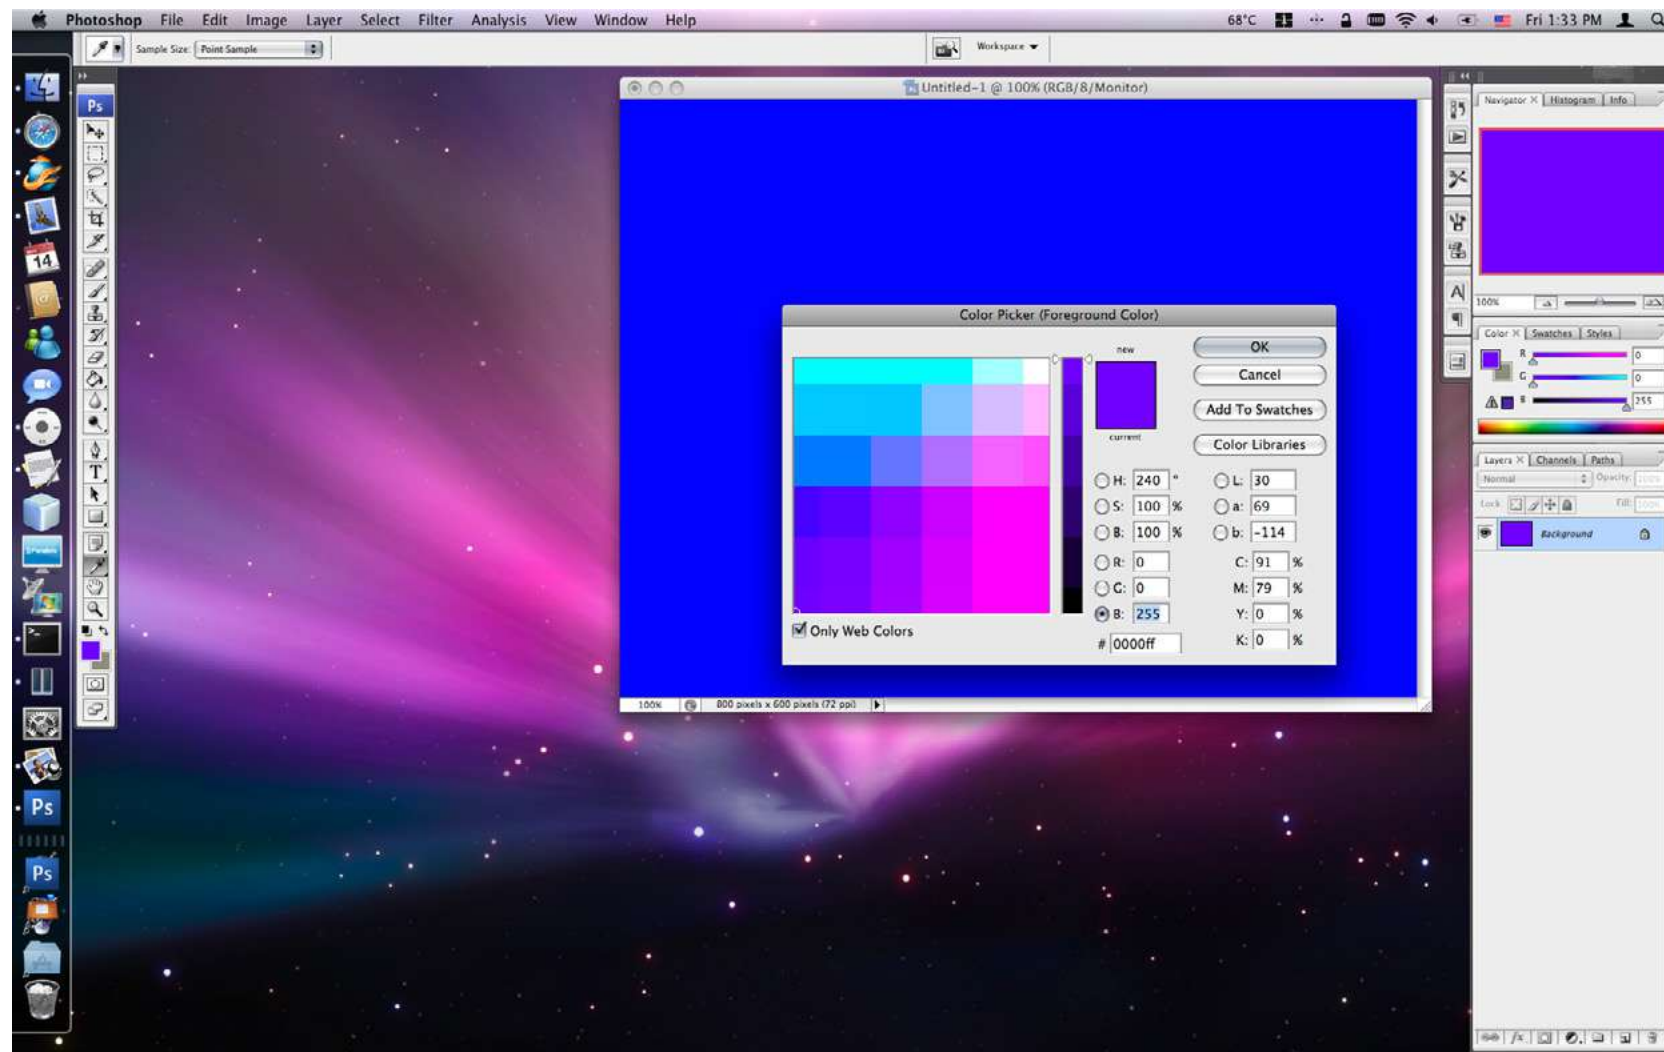 Photoshop File Edit Image Layer Select Filter Analysis View Window Help
68°C
Fri 1:33 PM
Sample Size: Point Sample
Workspace
Ps
Untitled-1 @ 100% (RGB/8/Monitor)
Navigator × Histogram Info
100%
Color × Swatches Styles
R 0
G 0
B 255
Layers × Channels Paths
Normal Opacity: 100%
Lock: Fill: 100%
Background
fx
Color Picker (Foreground Color)
new
current
OK
Cancel
Add To Swatches
Color Libraries
H: 240 ° L: 30
S: 100 % a: 69
B: 100 % b: -114
R: 0 C: 91 %
G: 0 M: 79 %
B: 255 Y: 0 %
# 0000ff K: 0 %
Only Web Colors
100% 800 pixels x 600 pixels (72 ppi)
14
T
A
Ps
Ps